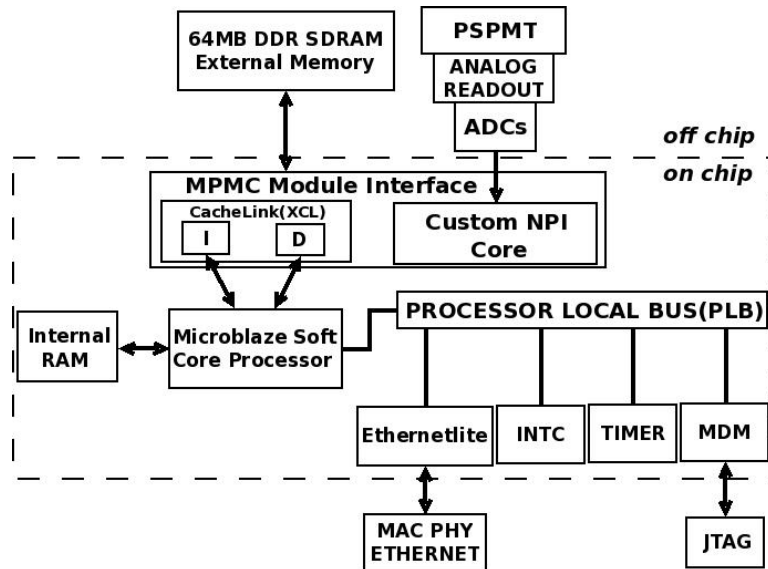 64MB DDR SDRAM
External Memory
PSPMT
ANALOG
READOUT
ADCs
off chip
on chip
MPMC Module Interface
CacheLink(XCL)
I
D
Custom NPI
Core
Internal
RAM
Microblaze Soft
Core Processor
PROCESSOR LOCAL BUS(PLB)
Ethernetlite
INTC
TIMER
MDM
MAC PHY
ETHERNET
JTAG